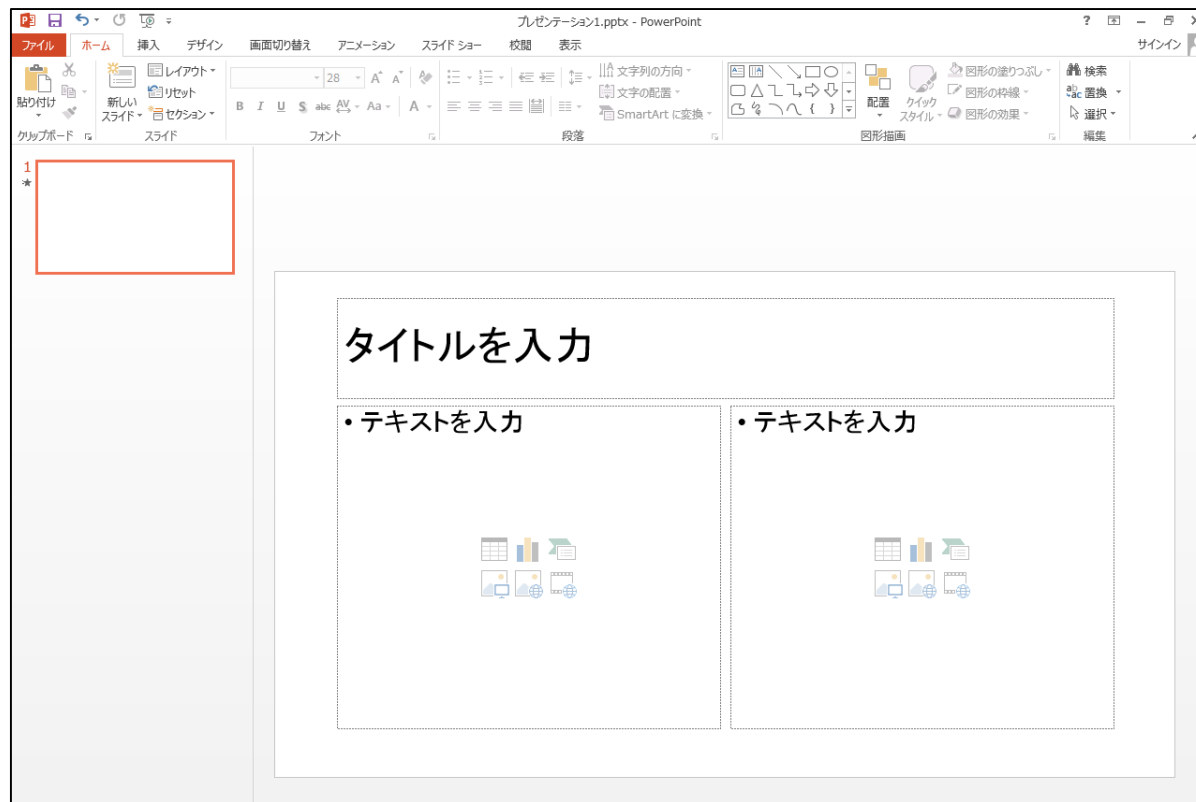 プレゼンテーション1.pptx - PowerPoint
ファイル ホーム 挿入 デザイン 画面切り替え アニメーション スライド ショー 校閲 表示 サインイン
貼り付け
新しい
スライド
レイアウト
リセット
セクション
28
B I U S abc AV Aa A
文字列の方向
文字の配置
SmartArt に変換
配置
クイック
スタイル
図形の塗りつぶし
図形の枠線
図形の効果
検索
置換
選択
クリップボード スライド フォント 段落 図形描画 編集
1
タイトルを入力
• テキストを入力
• テキストを入力